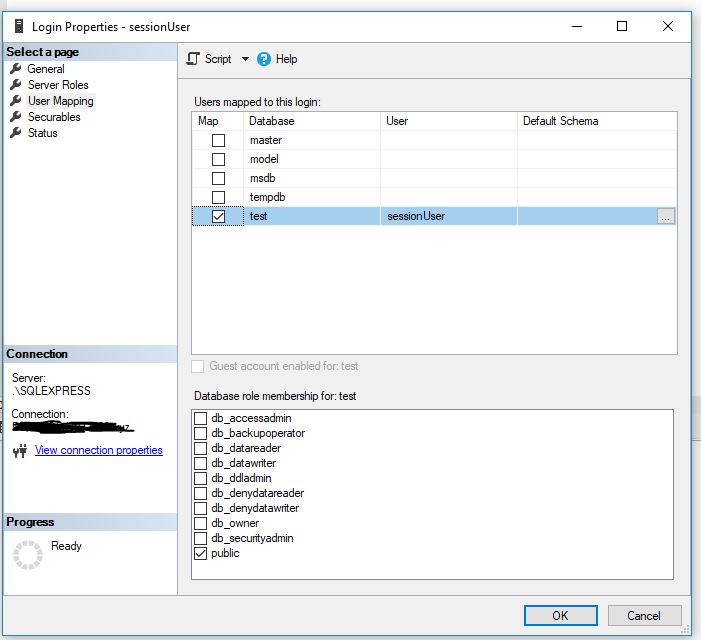 Login Properties - sessionUser
Select a page
General
Server Roles
User Mapping
Securables
Status
Script
Help
Users mapped to this login:
Map Database User Default Schema
master
model
msdb
tempdb
test sessionUser ...
Guest account enabled for: test
Database role membership for: test
db_accessadmin
db_backupoperator
db_datareader
db_datawriter
db_ddladmin
db_denydatareader
db_denydatawriter
db_owner
db_securityadmin
public
Connection
Server:
.\SQLEXPRESS
Connection:
View connection properties
Progress
Ready
OK Cancel